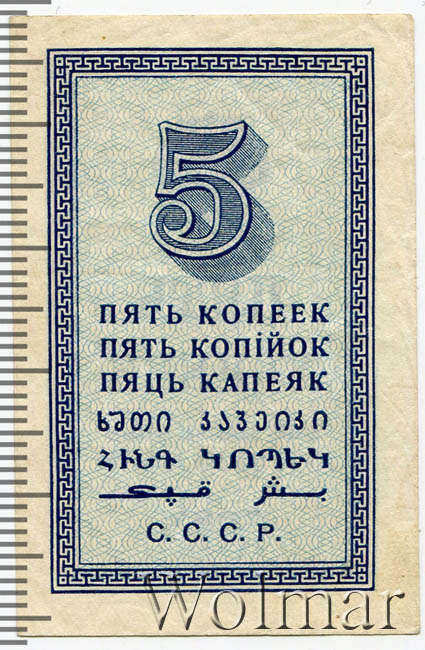 5
ПЯТЬ КОПЕЕК
ПЯТЬ КОПІЙОК
ПЯЦЬ КАПЕЯК
ხუთი კაპეიკი
ՀԻՆԳ ԿՈՊԵԿ
بش قپك
С. С. С. Р.
Wolmar